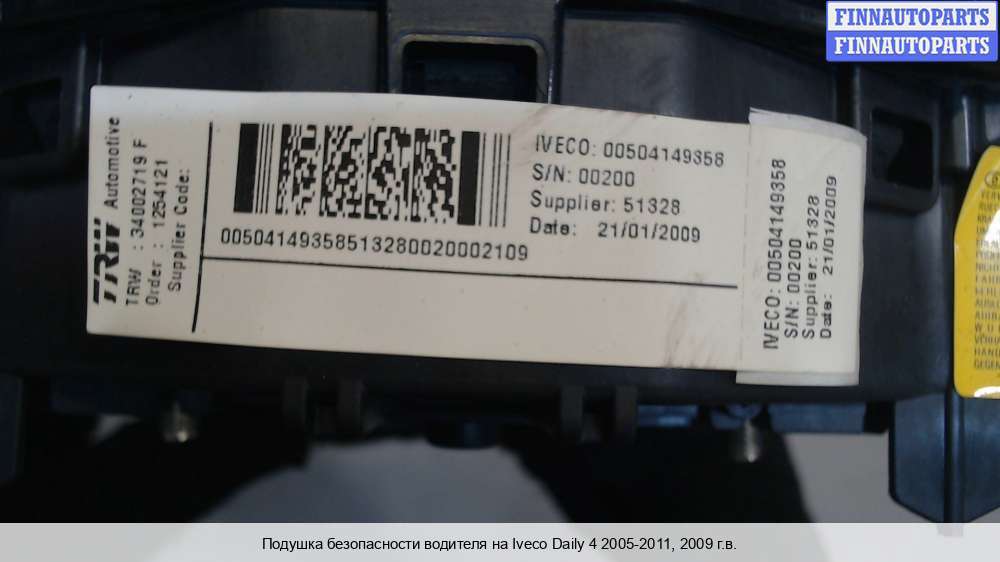 FINNAUTOPARTS
FINNAUTOPARTS
TRW Automotive
TRW : 34002719 F
Order : 1254121
Supplier Code:
IVECO: 00504149358
S/N: 00200
Supplier: 51328
Date: 21/01/2009
005041493585132800200002109
IVECO: 00504149358
S/N: 00200
Supplier: 51328
Date: 21/01/2009
Подушка безопасности водителя на Iveco Daily 4 2005-2011, 2009 г.в.